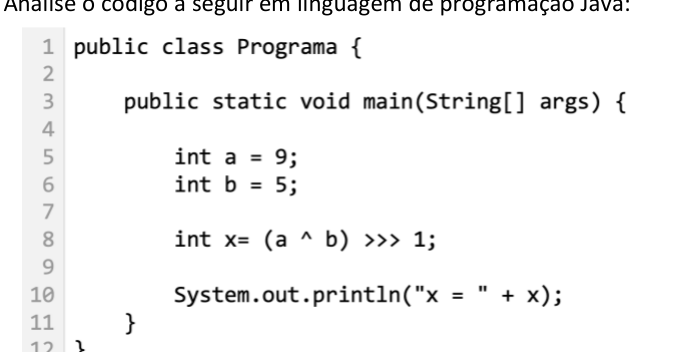 Analise o código a seguir em linguagem de programação Java:
1 public class Programa {
2
3 public static void main(String[] args) {
4
5 int a = 9;
6 int b = 5;
7
8 int x= (a ^ b) >>> 1;
9
10 System.out.println("x = " + x);
11 }
12 }